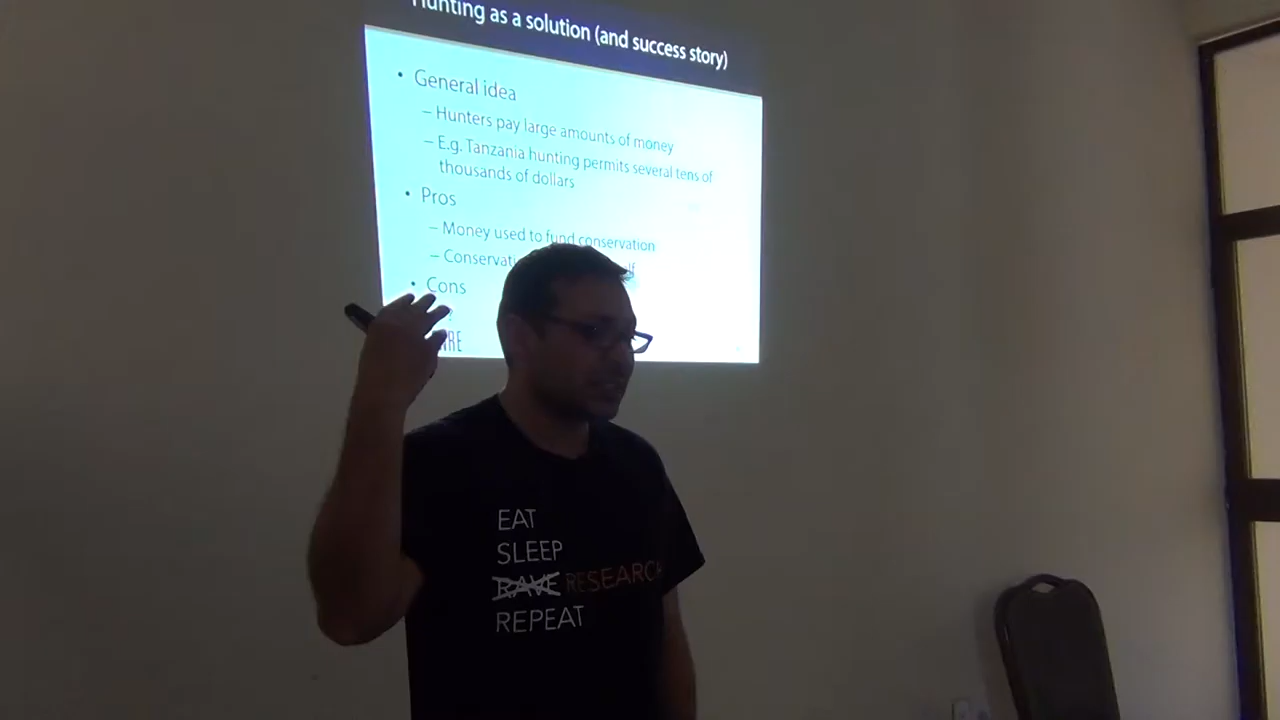 Hunting as a solution (and success story)
• General idea
– Hunters pay large amounts of money
– E.g. Tanzania hunting permits several tens of
thousands of dollars
• Pros
– Money used to fund conservation
– Conservati
• Cons
EAT
SLEEP
RAVE RESEARCH
REPEAT